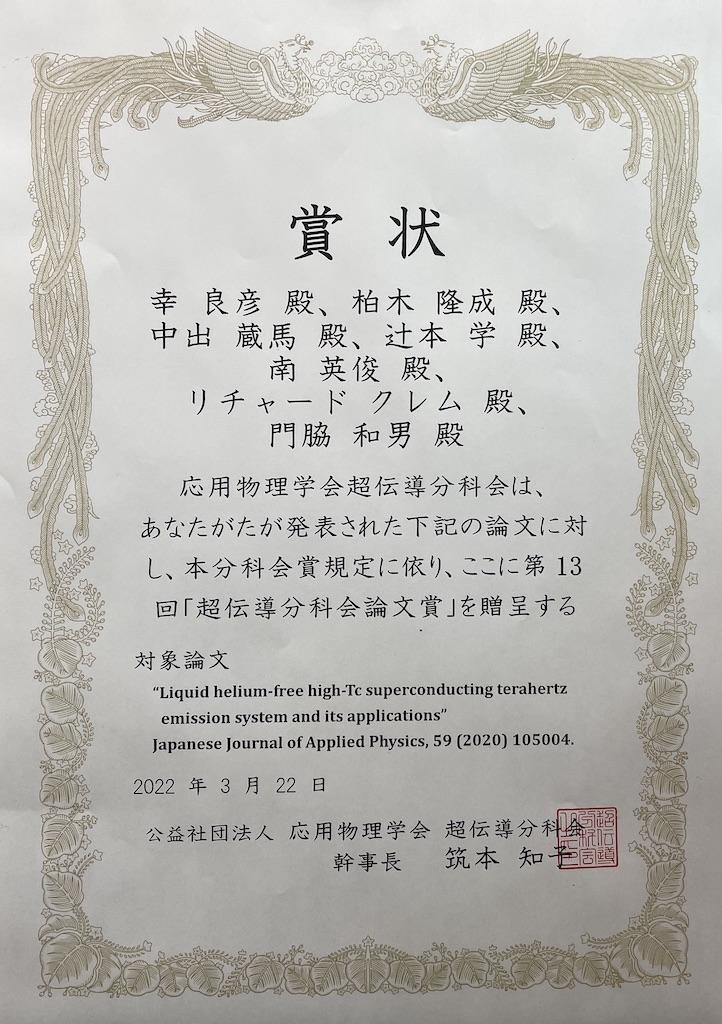 賞 状
幸 良彦 殿、柏木 隆成 殿、
中出 蔵馬 殿、辻本 学 殿、
南 英俊 殿、
リチャード クレム 殿、
門脇 和男 殿
応用物理学会超伝導分科会は、
あなたがたが発表された下記の論文に対
し、本分科会賞規定に依り、ここに第 13
回「超伝導分科会論文賞」を贈呈する
対象論文
“Liquid helium-free high-Tc superconducting terahertz
emission system and its applications”
Japanese Journal of Applied Physics, 59 (2020) 105004.
2022 年 3 月 22 日
公益社団法人 応用物理学会 超伝導分科会
幹事長 筑本 知子